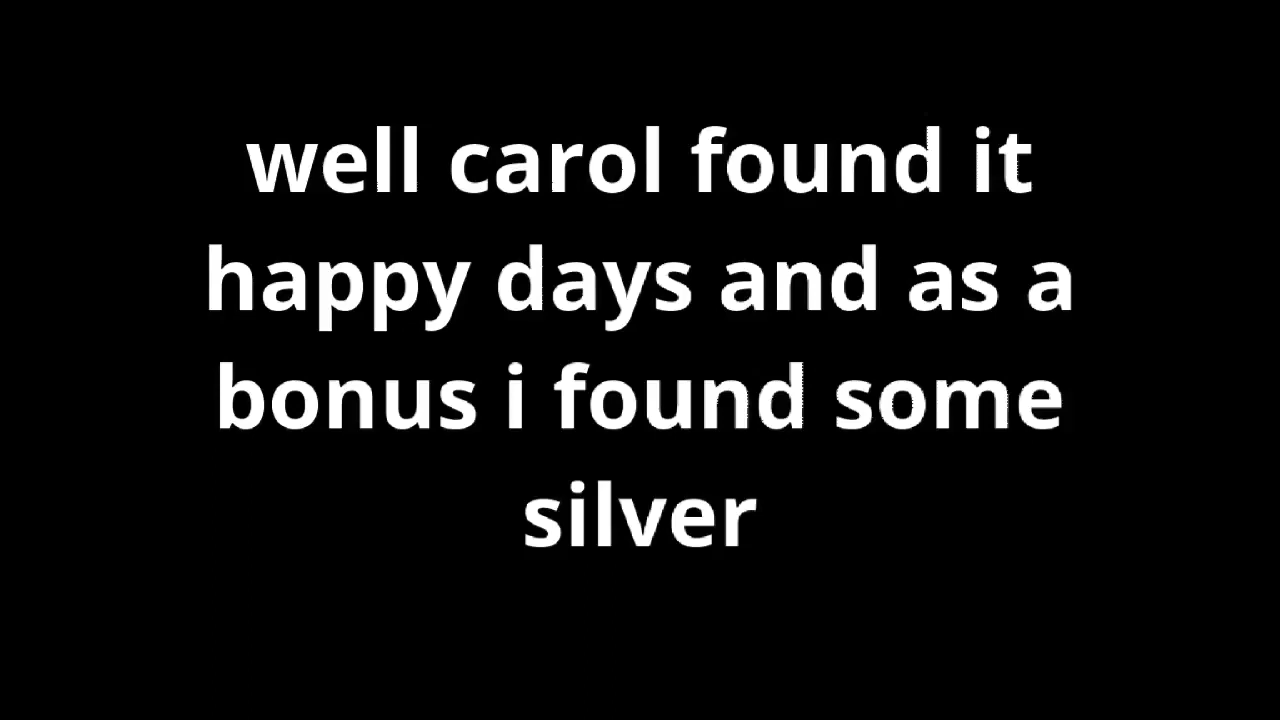 well carol found it
happy days and as a
bonus i found some
silver